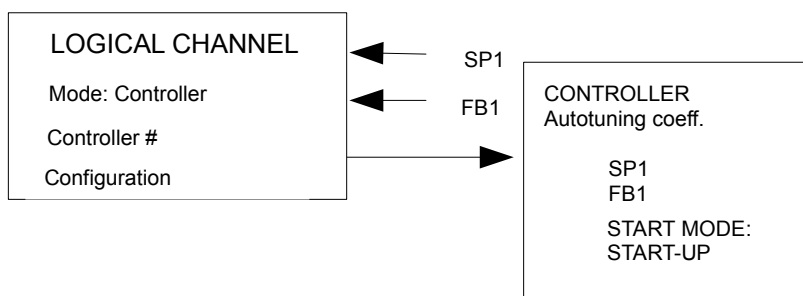 LOGICAL CHANNEL
Mode: Controller
Controller #
Configuration
SP1
FB1
CONTROLLER
Autotuning coeff.
SP1
FB1
START MODE:
START-UP